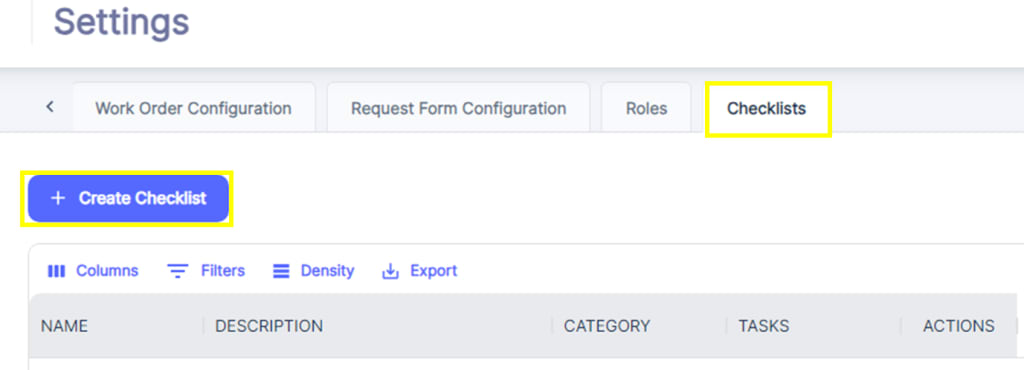 Settings
Work Order Configuration Request Form Configuration Roles Checklists
+ Create Checklist
Columns Filters Density Export
NAME DESCRIPTION CATEGORY TASKS ACTIONS